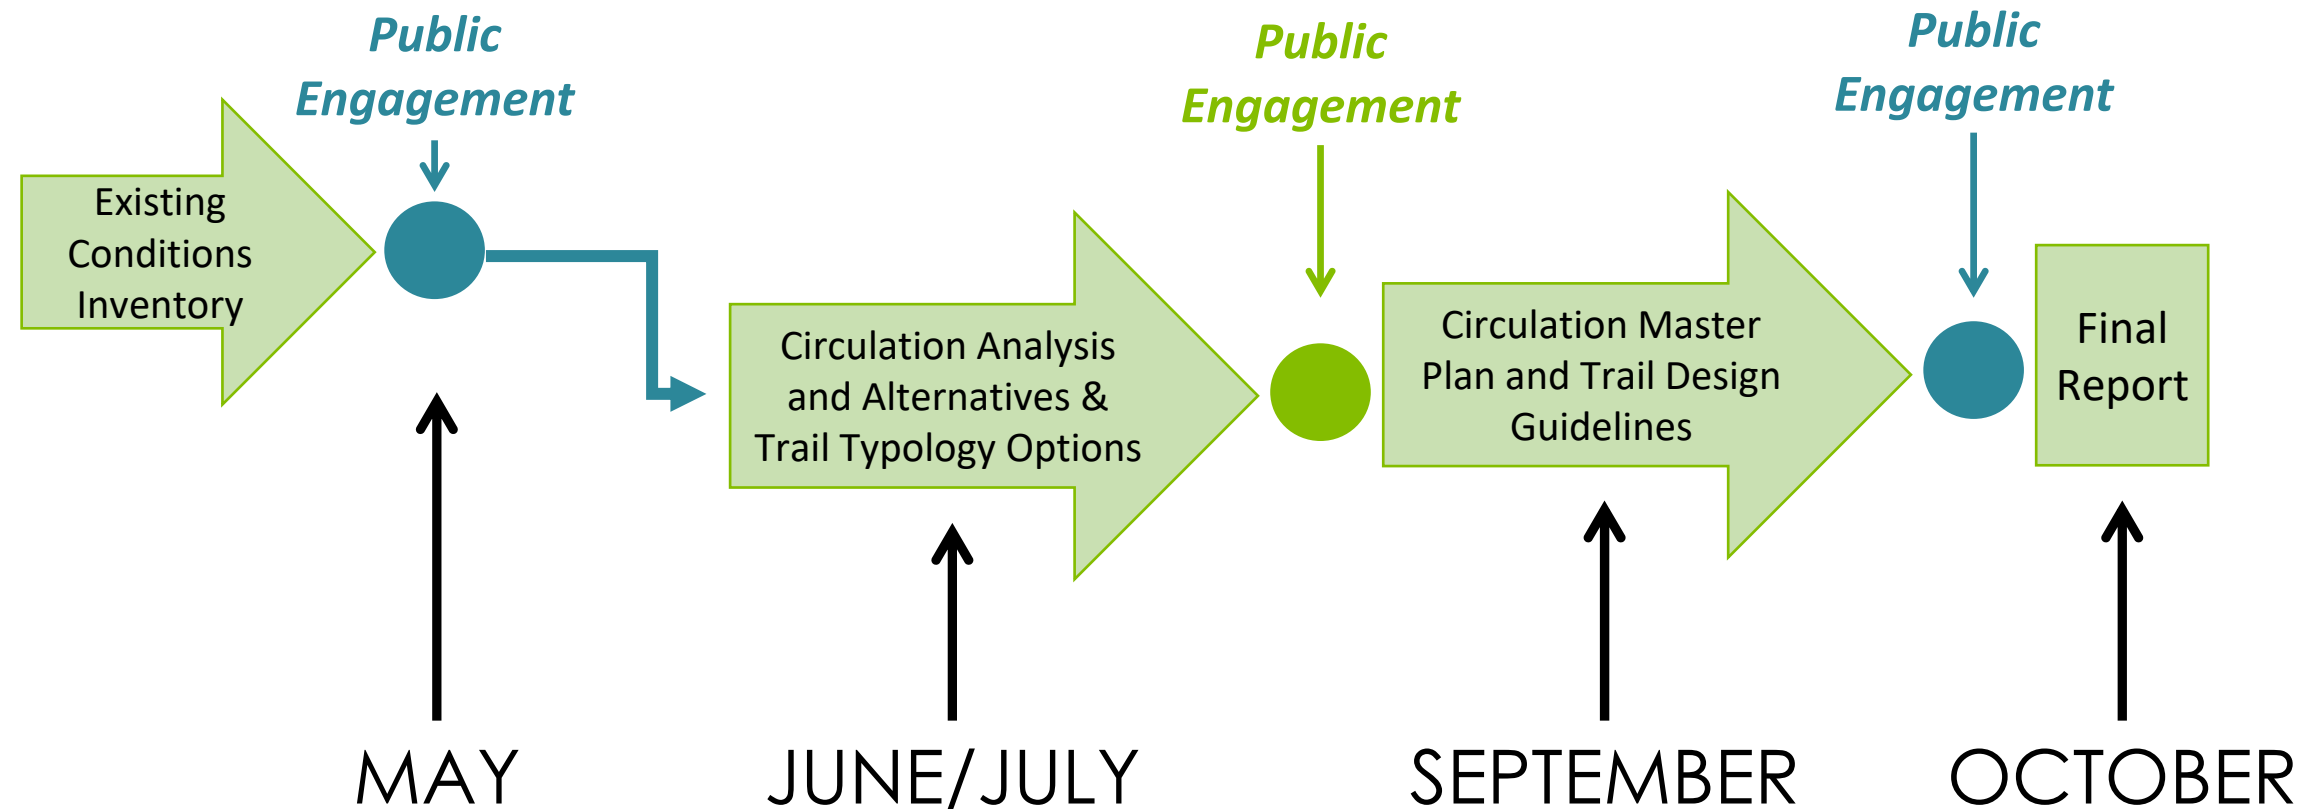 Public
Engagement
Public
Engagement
Public
Engagement
Existing
Conditions
Inventory
Circulation Analysis
and Alternatives &
Trail Typology Options
Circulation Master
Plan and Trail Design
Guidelines
Final
Report
MAY
JUNE/JULY
SEPTEMBER
OCTOBER